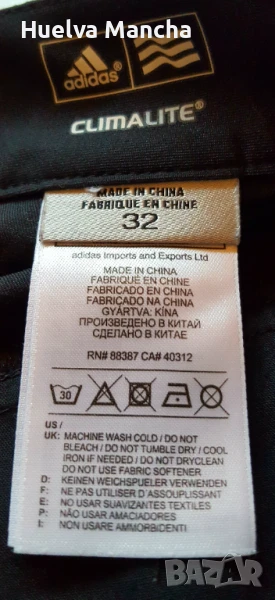 Huelva Mancha
adidas®
CLIMALITE®
MADE IN CHINA
FABRIQUE EN CHINE
32
adidas Imports and Exports Ltd
MADE IN CHINA
FABRIQUÉ EN CHINE
FABRICADO EN CHINA
FABRICADO NA CHINA
GYÁRTVA: KÍNA
ПРОИЗВЕДЕНО В КИТАЙ
СДЕЛАНО В КИТАЕ
RN# 88387 CA# 40312
30
US /
UK: MACHINE WASH COLD / DO NOT
BLEACH / DO NOT TUMBLE DRY / COOL
IRON IF NEEDED / DO NOT DRYCLEAN
DO NOT USE FABRIC SOFTENER
D: KEINEN WEICHSPUELER VERWENDEN
F: NE PAS UTILISER D'ASSOUPLISSANT
E: NO USAR SUAVIZANTES TEXTILES
P: NÃO USAR AMACIADORES
I: NON USARE AMMORBIDENTI
Bazar.bg